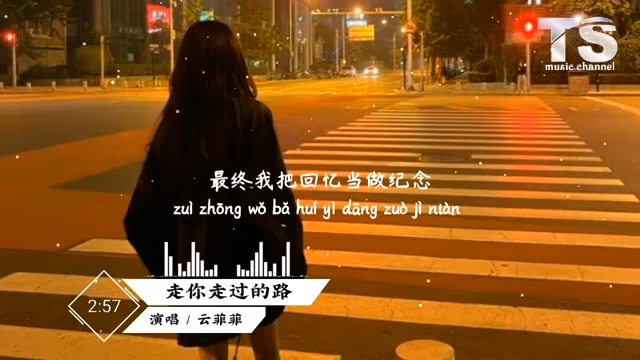 TS
music channel
最终我把回忆当做纪念
zuì zhōng wǒ bǎ huí yì dāng zuò jì niàn
2:57
走你走过的路
演唱 / 云菲菲